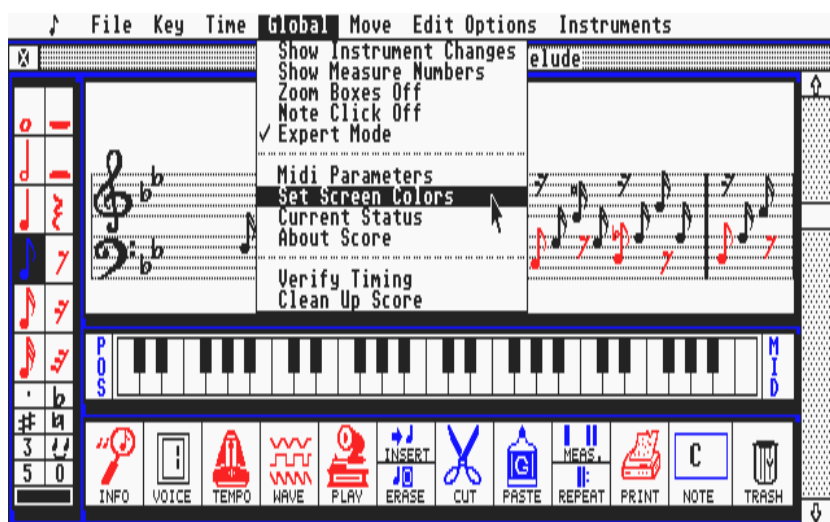 File Key Time Global Move Edit Options Instruments
elude
Show Instrument Changes
Show Measure Numbers
Zoom Boxes Off
Note Click Off
✓ Expert Mode
Midi Parameters
Set Screen Colors
Current Status
About Score
Verify Timing
Clean Up Score
POS
MID
3
5 0
1
INSERT
MEAS.
G
C
INFO VOICE TEMPO WAVE PLAY ERASE CUT PASTE REPEAT PRINT NOTE TRASH